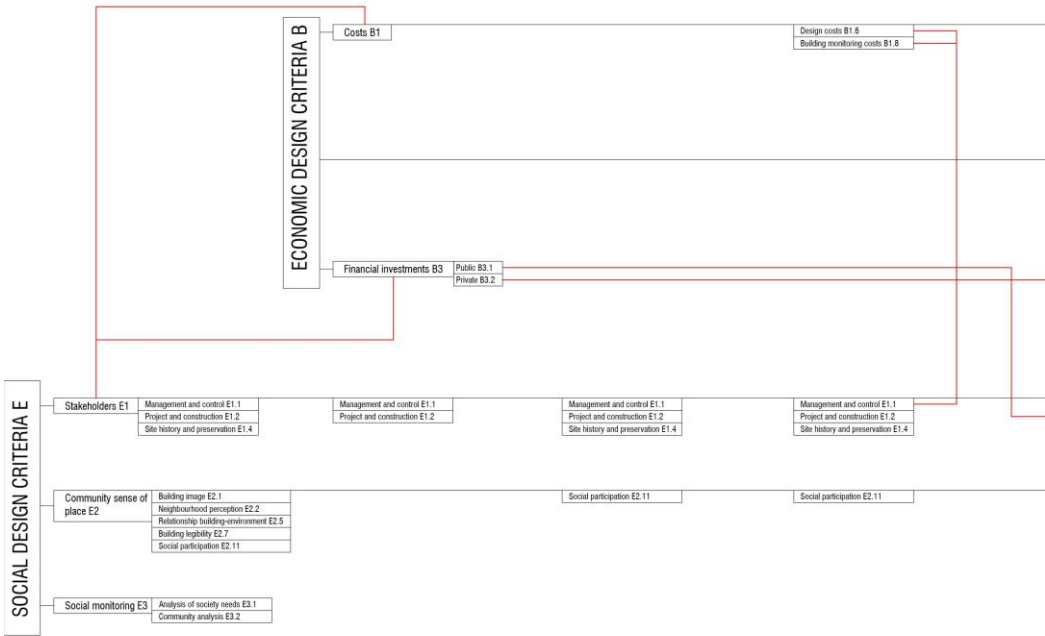 ECONOMIC DESIGN CRITERIA B
Costs B1
Design costs B1.6
Building monitoring costs B1.8
Financial investments B3
Public B3.1
Private B3.2
SOCIAL DESIGN CRITERIA E
Stakeholders E1
Management and control E1.1
Project and construction E1.2
Site history and preservation E1.4
Management and control E1.1
Project and construction E1.2
Management and control E1.1
Project and construction E1.2
Site history and preservation E1.4
Management and control E1.1
Project and construction E1.2
Site history and preservation E1.4
Community sense of
place E2
Building image E2.1
Neighbourhood perception E2.2
Relationship building-environment E2.5
Building legibility E2.7
Social participation E2.11
Social participation E2.11
Social participation E2.11
Social monitoring E3
Analysis of society needs E3.1
Community analysis E3.2